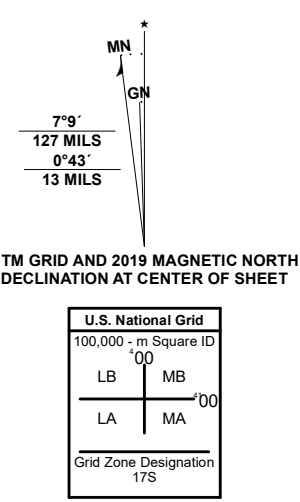 ★
MN
GN
7°9´
127 MILS
0°43´
13 MILS
TM GRID AND 2019 MAGNETIC NORTH
DECLINATION AT CENTER OF SHEET
U.S. National Grid
100,000 - m Square ID
⁴00
LB MB
⁴¹00
LA MA
Grid Zone Designation
17S